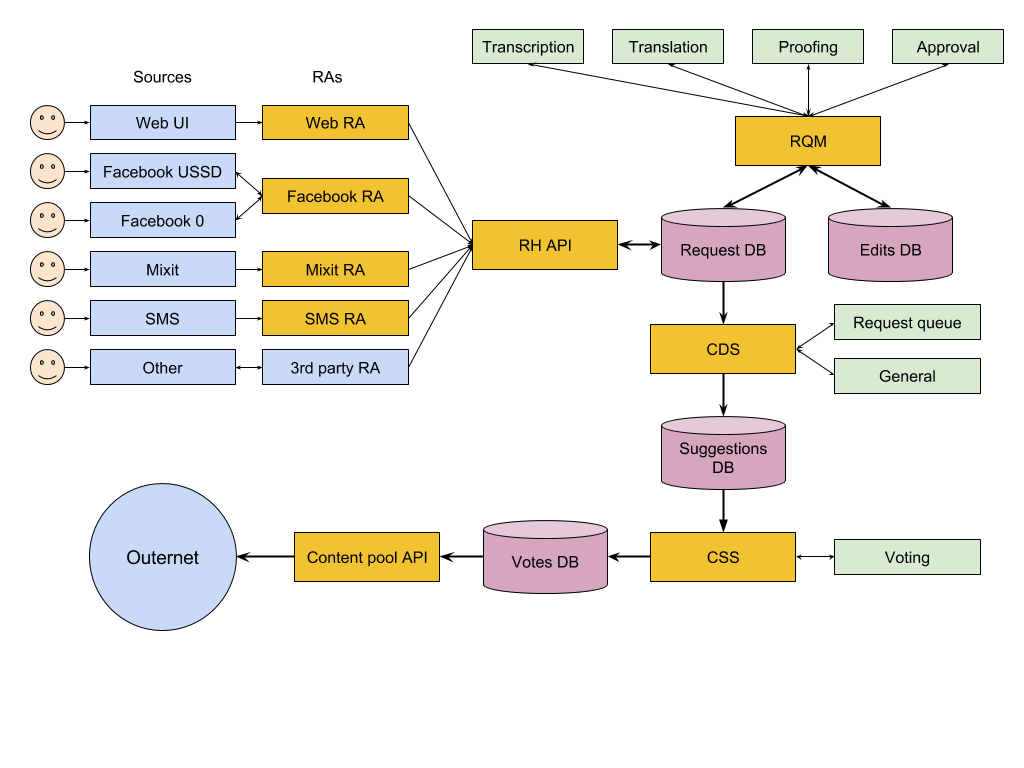 Transcription
Translation
Proofing
Approval
Sources
RAs
Web UI
Web RA
RQM
Facebook USSD
Facebook RA
Facebook 0
RH API
Request DB
Edits DB
Mixit
Mixit RA
SMS
SMS RA
Request queue
CDS
Other
3rd party RA
General
Suggestions
DB
Outernet
Content pool API
Votes DB
CSS
Voting